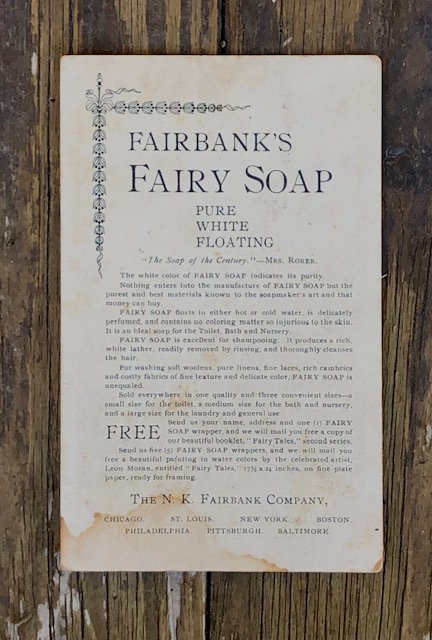 FAIRBANK'S
FAIRY SOAP
PURE
WHITE
FLOATING
"The Soap of the Century."—MRS. RORER.
The white color of FAIRY SOAP indicates its purity.
Nothing enters into the manufacture of FAIRY SOAP but the
purest and best materials known to the soapmaker's art and that
money can buy.
FAIRY SOAP floats in either hot or cold water, is delicately
perfumed, and contains no coloring matter so injurious to the skin.
It is an ideal soap for the Toilet, Bath and Nursery.
FAIRY SOAP is excellent for shampooing. It produces a rich,
white lather, readily removed by rinsing, and thoroughly cleanses
the hair.
For washing soft woolens, pure linens, fine laces, rich cambrics
and costly fabrics of fine texture and delicate color, FAIRY SOAP is
unequaled.
Sold everywhere in one quality and three convenient sizes—a
small size for the toilet, a medium size for the bath and nursery,
and a large size for the laundry and general use
FREE Send us your name, address and one (1) FAIRY
SOAP wrapper, and we will mail you free a copy of
our beautiful booklet, "Fairy Tales," second series.
Send us five (5) FAIRY SOAP wrappers, and we will mail you
free a beautiful painting in water colors by the celebrated artist,
Leon Moran, entitled "Fairy Tales," 17½ x 24 inches, on fine plate
paper, ready for framing.
THE N. K. FAIRBANK COMPANY,
CHICAGO. ST. LOUIS. NEW YORK. BOSTON.
PHILADELPHIA. PITTSBURGH. BALTIMORE.